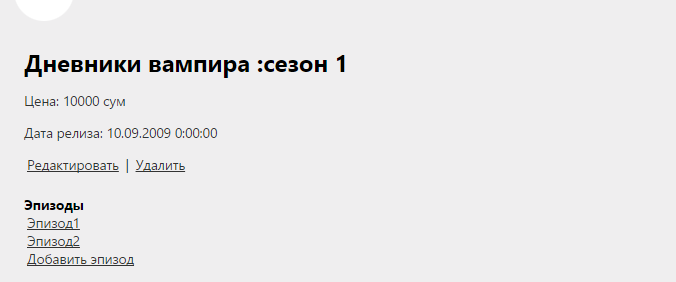 Дневники вампира :сезон 1
Цена: 10000 сум
Дата релиза: 10.09.2009 0:00:00
Редактировать | Удалить
Эпизоды
Эпизод1
Эпизод2
Добавить эпизод